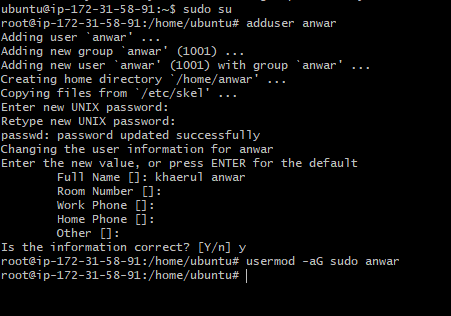 ubuntu@ip-172-31-58-91:~$ sudo su
root@ip-172-31-58-91:/home/ubuntu# adduser anwar
Adding user `anwar' ...
Adding new group `anwar' (1001) ...
Adding new user `anwar' (1001) with group `anwar' ...
Creating home directory `/home/anwar' ...
Copying files from `/etc/skel' ...
Enter new UNIX password:
Retype new UNIX password:
passwd: password updated successfully
Changing the user information for anwar
Enter the new value, or press ENTER for the default
        Full Name []: khaerul anwar
        Room Number []:
        Work Phone []:
        Home Phone []:
        Other []:
Is the information correct? [Y/n] y
root@ip-172-31-58-91:/home/ubuntu# usermod -aG sudo anwar
root@ip-172-31-58-91:/home/ubuntu#